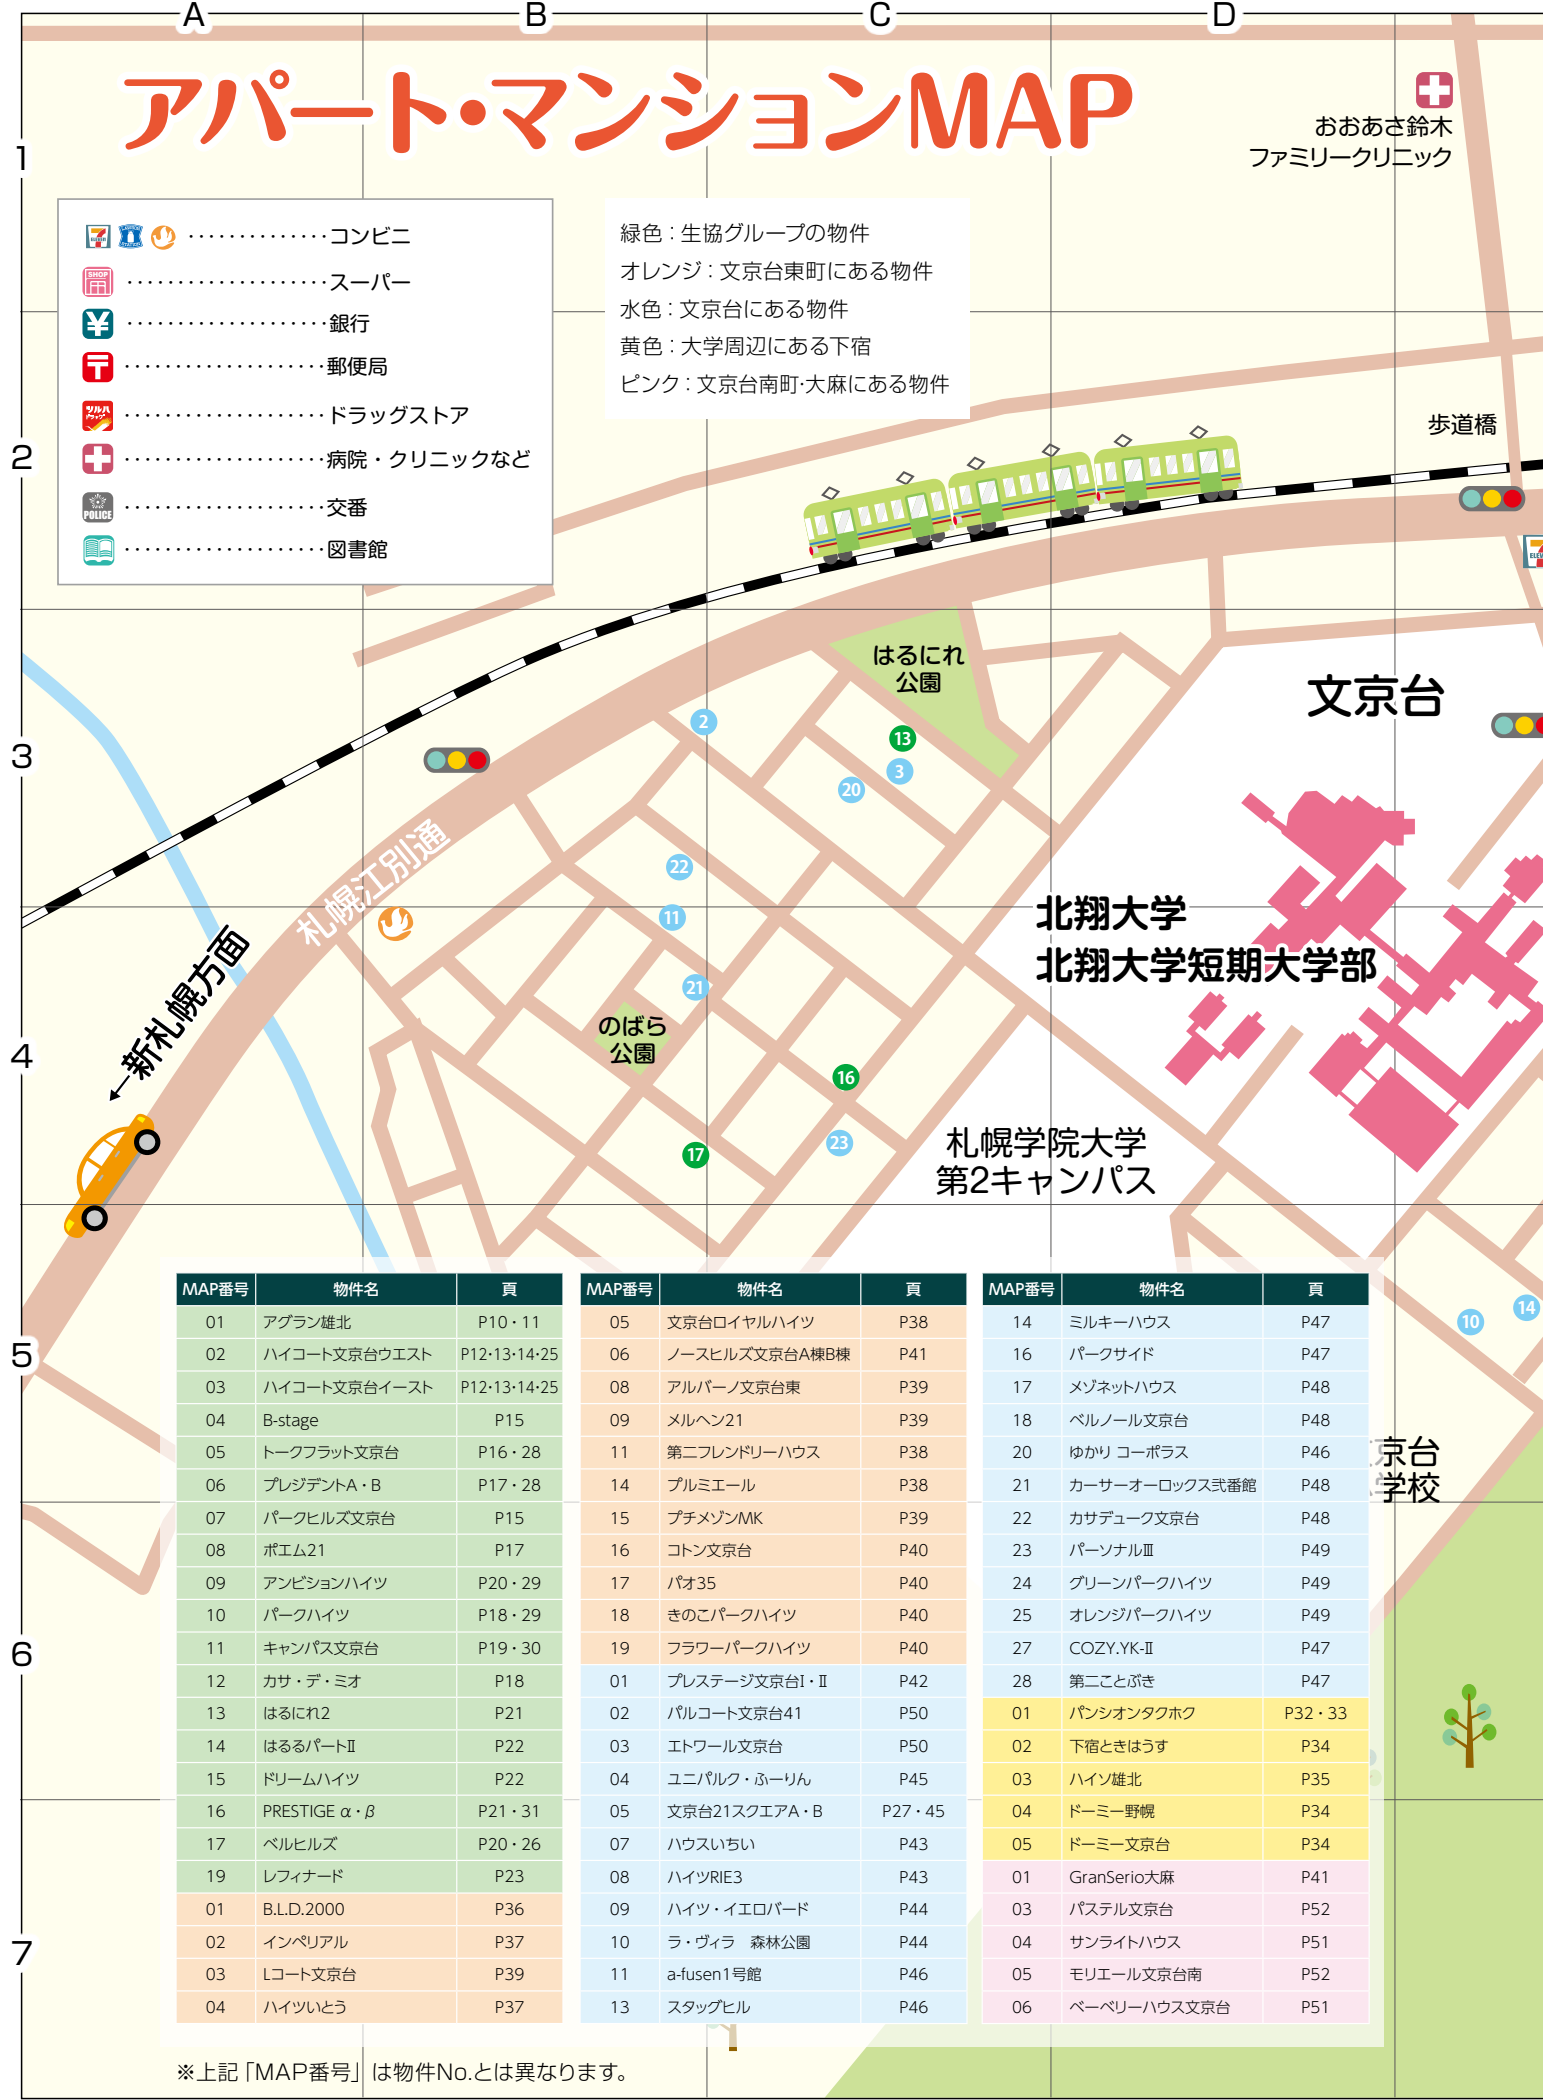 A B C D
アパート・マンションMAP
おおあさ鈴木
ファミリークリニック
1
コンビニ
スーパー
銀行
郵便局
ドラッグストア
病院・クリニックなど
POLICE
交番
図書館
SHOP
緑色：生協グループの物件
オレンジ：文京台東町にある物件
水色：文京台にある物件
黄色：大学周辺にある下宿
ピンク：文京台南町・大麻にある物件
2
歩道橋
はるにれ
公園
文京台
3
2
13
3
20
22
札幌江別通
11
北翔大学
北翔大学短期大学部
←新札幌方面
21
のばら
公園
4
16
23
17
札幌学院大学
第2キャンパス
10
14
5
京台
学校
6
7
MAP番号 物件名 頁
01 アグラン雄北 P10・11
02 ハイコート文京台ウエスト P12・13・14・25
03 ハイコート文京台イースト P12・13・14・25
04 B-stage P15
05 トークフラット文京台 P16・28
06 プレジデントA・B P17・28
07 パークヒルズ文京台 P15
08 ポエム21 P17
09 アンビションハイツ P20・29
10 パークハイツ P18・29
11 キャンパス文京台 P19・30
12 カサ・デ・ミオ P18
13 はるにれ2 P21
14 はるるパートⅡ P22
15 ドリームハイツ P22
16 PRESTIGE α・β P21・31
17 ベルヒルズ P20・26
19 レフィナード P23
01 B.L.D.2000 P36
02 インペリアル P37
03 Lコート文京台 P39
04 ハイツいとう P37
MAP番号 物件名 頁
05 文京台ロイヤルハイツ P38
06 ノースヒルズ文京台A棟B棟 P41
08 アルバーノ文京台東 P39
09 メルヘン21 P39
11 第二フレンドリーハウス P38
14 プルミエール P38
15 プチメゾンMK P39
16 コトン文京台 P40
17 パオ35 P40
18 きのこパークハイツ P40
19 フラワーパークハイツ P40
01 プレステージ文京台Ⅰ・Ⅱ P42
02 パルコート文京台41 P50
03 エトワール文京台 P50
04 ユニパルク・ふーりん P45
05 文京台21スクエアA・B P27・45
07 ハウスいちい P43
08 ハイツRIE3 P43
09 ハイツ・イエロバード P44
10 ラ・ヴィラ　森林公園 P44
11 a-fusen1号館 P46
13 スタッグヒル P46
MAP番号 物件名 頁
14 ミルキーハウス P47
16 パークサイド P47
17 メゾネットハウス P48
18 ベルノール文京台 P48
20 ゆかり コーポラス P46
21 カーサーオーロックス弐番館 P48
22 カサデューク文京台 P48
23 パーソナルⅢ P49
24 グリーンパークハイツ P49
25 オレンジパークハイツ P49
27 COZY.YK-Ⅱ P47
28 第二ことぶき P47
01 パンシオンタクホク P32・33
02 下宿ときはうす P34
03 ハイソ雄北 P35
04 ドーミー野幌 P34
05 ドーミー文京台 P34
01 GranSerio大麻 P41
03 パステル文京台 P52
04 サンライトハウス P51
05 モリエール文京台南 P52
06 ベーベリーハウス文京台 P51
※上記「MAP番号」は物件No.とは異なります。